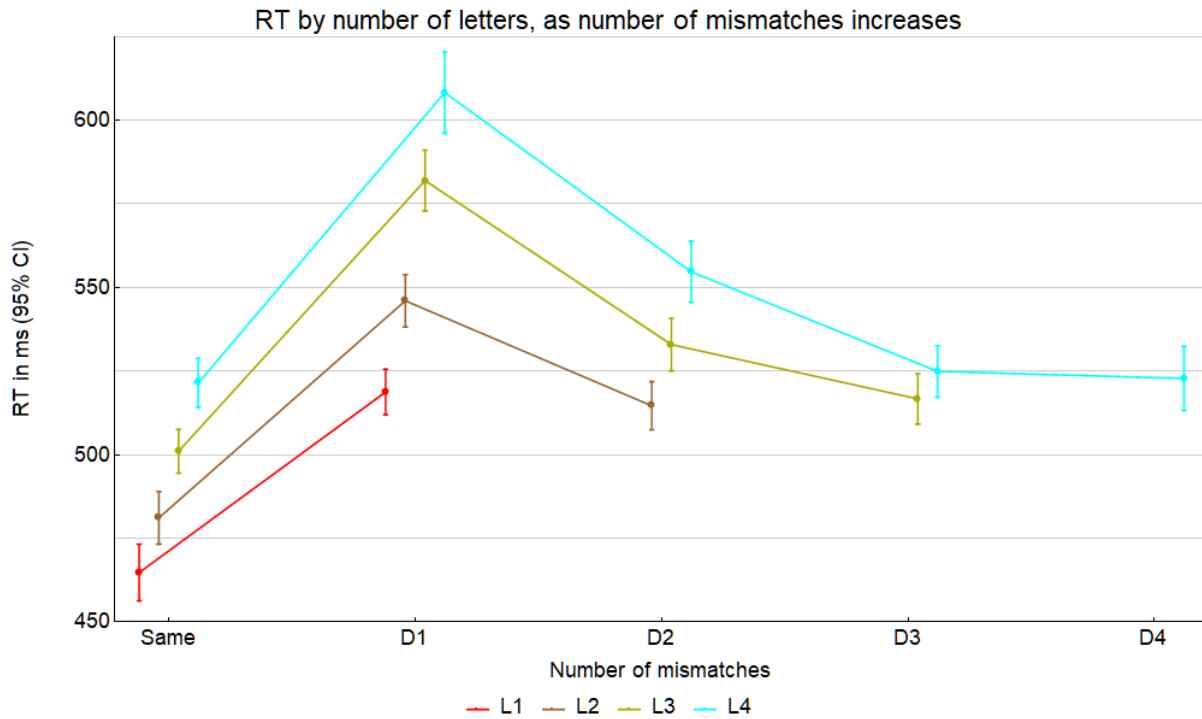 RT by number of letters, as number of mismatches increases
RT in ms (95% CI)
600
550
500
450
Same D1 D2 D3 D4
Number of mismatches
L1 L2 L3 L4